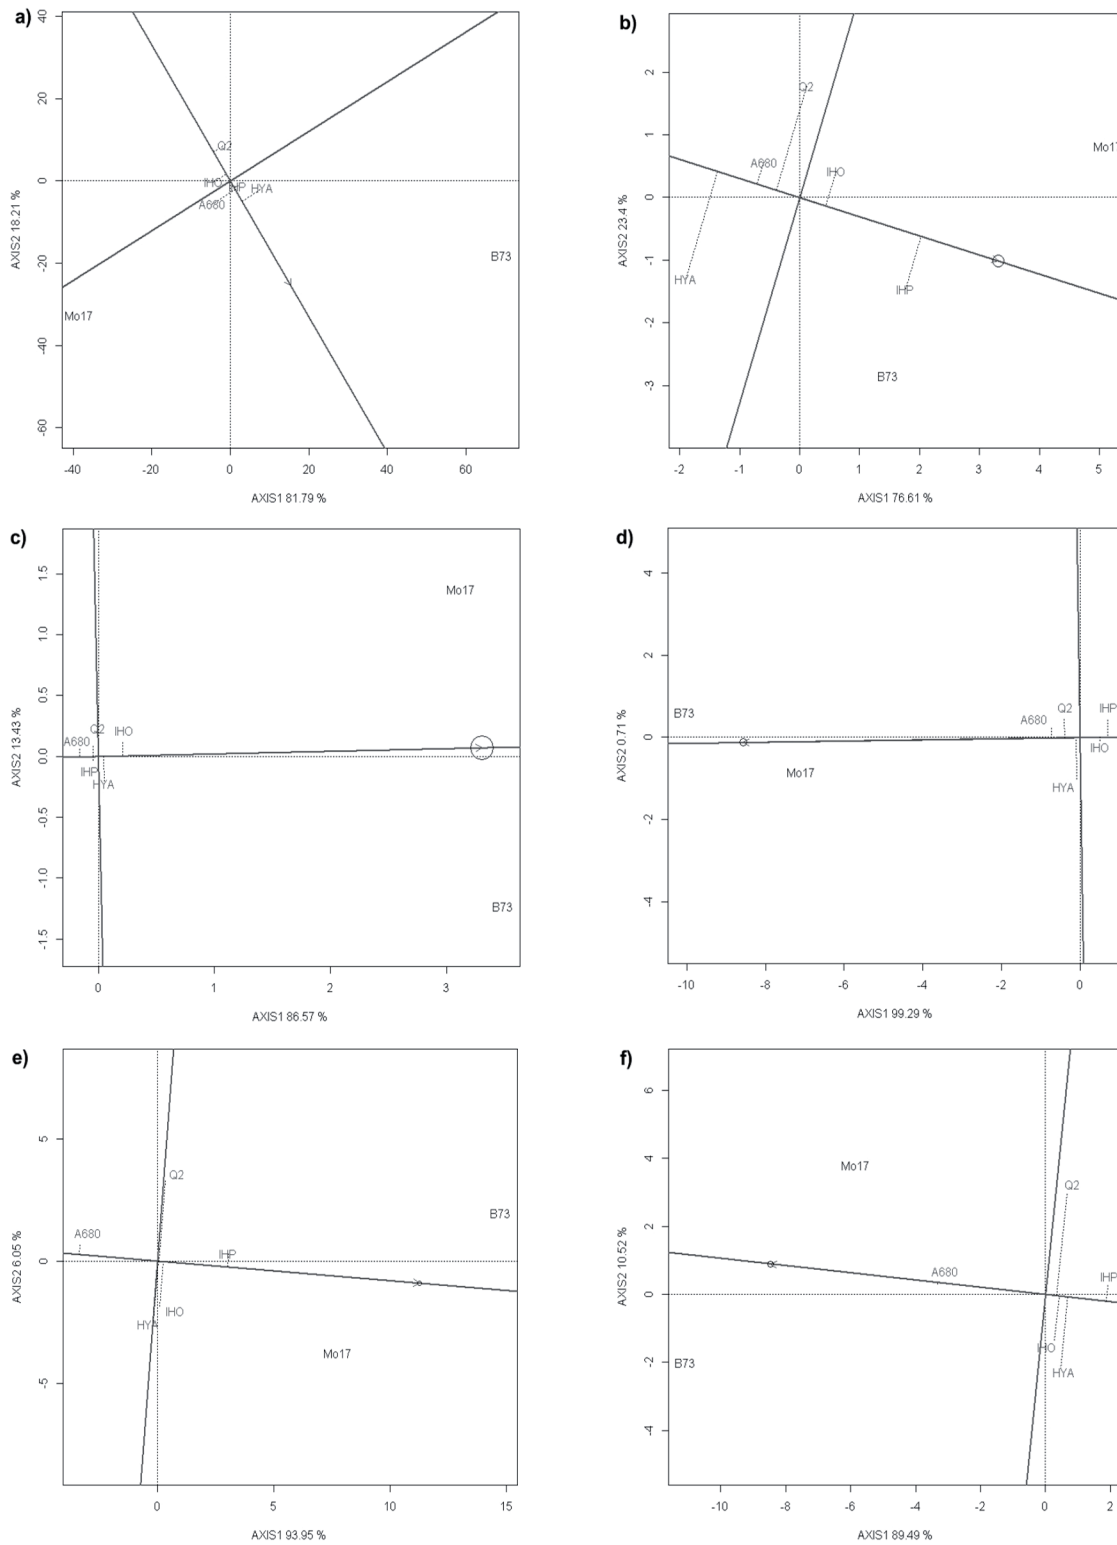 a)
40
20
0
-20
-40
-60
AXIS2 18.21 %
Q2
IHO
HYA
A680
B73
Mo17
-40 -20 0 20 40 60
AXIS1 81.79 %
b)
2
1
0
-1
-2
-3
AXIS2 23.4 %
Q2
A680
IHO
HYA
IHP
B73
-2 -1 0 1 2 3 4 5
AXIS1 76.61 %
c)
1.5
1.0
0.5
0.0
-0.5
-1.0
-1.5
AXIS2 13.43 %
Mo17
Q2
IHO
A680
IHP
HYA
B73
0 1 2 3
AXIS1 86.57 %
d)
4
2
0
-2
-4
AXIS2 0.71 %
B73
Q2
IHP
A680
IHO
Mo17
HYA
-10 -8 -6 -4 -2 0
AXIS1 99.29 %
e)
5
0
-5
AXIS2 6.05 %
Q2
B73
A680
IHP
IHO
HYA
Mo17
0 5 10 15
AXIS1 93.95 %
f)
6
4
2
0
-2
-4
AXIS2 10.52 %
Mo17
Q2
A680
IHP
IHO
B73
HYA
-10 -8 -6 -4 -2 0 2
AXIS1 89.49 %